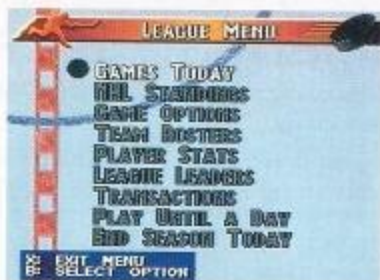 LEAGUE MENU
GAMES TODAY
NHL STANDINGS
GAME OPTIONS
TEAM ROSTERS
PLAYER STATS
LEAGUE LEADERS
TRANSACTIONS
PLAY UNTIL A DAY
END SEASON TODAY
X: EXIT MENU
B: SELECT OPTION